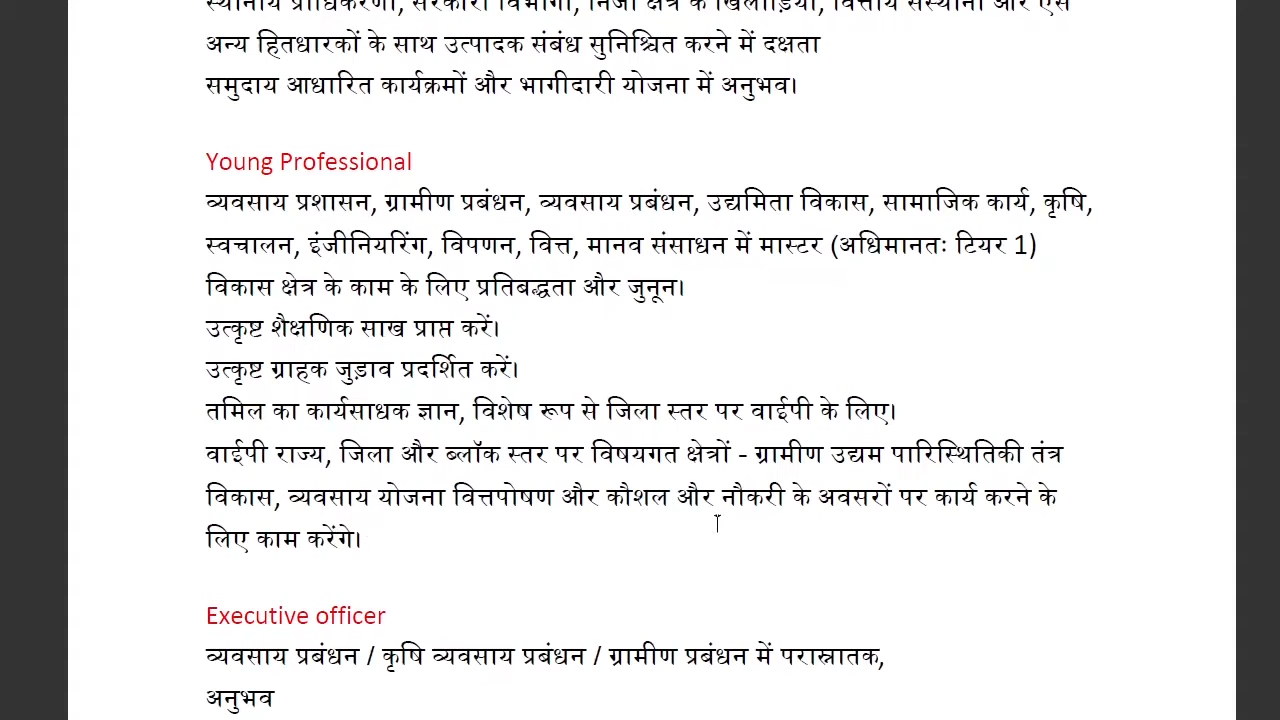 स्थानीय प्राधिकरणों, सरकारी विभागों, निजी क्षेत्र के खिलाड़ियों, वित्तीय संस्थानों और ऐसे
अन्य हितधारकों के साथ उत्पादक संबंध सुनिश्चित करने में दक्षता
समुदाय आधारित कार्यक्रमों और भागीदारी योजना में अनुभव।
Young Professional
व्यवसाय प्रशासन, ग्रामीण प्रबंधन, व्यवसाय प्रबंधन, उद्यमिता विकास, सामाजिक कार्य, कृषि,
स्वचालन, इंजीनियरिंग, विपणन, वित्त, मानव संसाधन में मास्टर (अधिमानतः टियर 1)
विकास क्षेत्र के काम के लिए प्रतिबद्धता और जुनून।
उत्कृष्ट शैक्षणिक साख प्राप्त करें।
उत्कृष्ट ग्राहक जुड़ाव प्रदर्शित करें।
तमिल का कार्यसाधक ज्ञान, विशेष रूप से जिला स्तर पर वाईपी के लिए।
वाईपी राज्य, जिला और ब्लॉक स्तर पर विषयगत क्षेत्रों - ग्रामीण उद्यम पारिस्थितिकी तंत्र
विकास, व्यवसाय योजना वित्तपोषण और कौशल और नौकरी के अवसरों पर कार्य करने के
लिए काम करेंगे।
Executive officer
व्यवसाय प्रबंधन / कृषि व्यवसाय प्रबंधन / ग्रामीण प्रबंधन में परास्नातक,
अनुभव